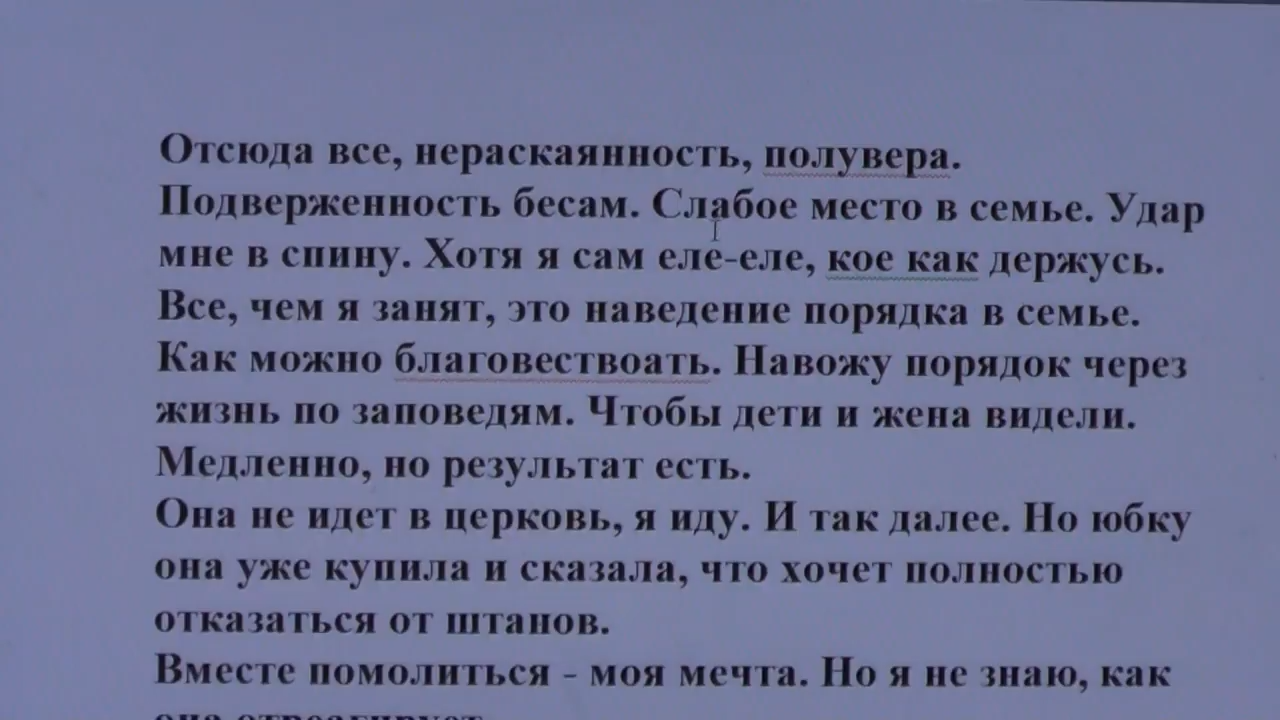 Отсюда все, нераскаянность, полувера.
Подверженность бесам. Слабое место в семье. Удар
мне в спину. Хотя я сам еле-еле, кое как держусь.
Все, чем я занят, это наведение порядка в семье.
Как можно благовествоать. Навожу порядок через
жизнь по заповедям. Чтобы дети и жена видели.
Медленно, но результат есть.
Она не идет в церковь, я иду. И так далее. Но юбку
она уже купила и сказала, что хочет полностью
отказаться от штанов.
Вместе помолиться - моя мечта. Но я не знаю, как
она отреагирует